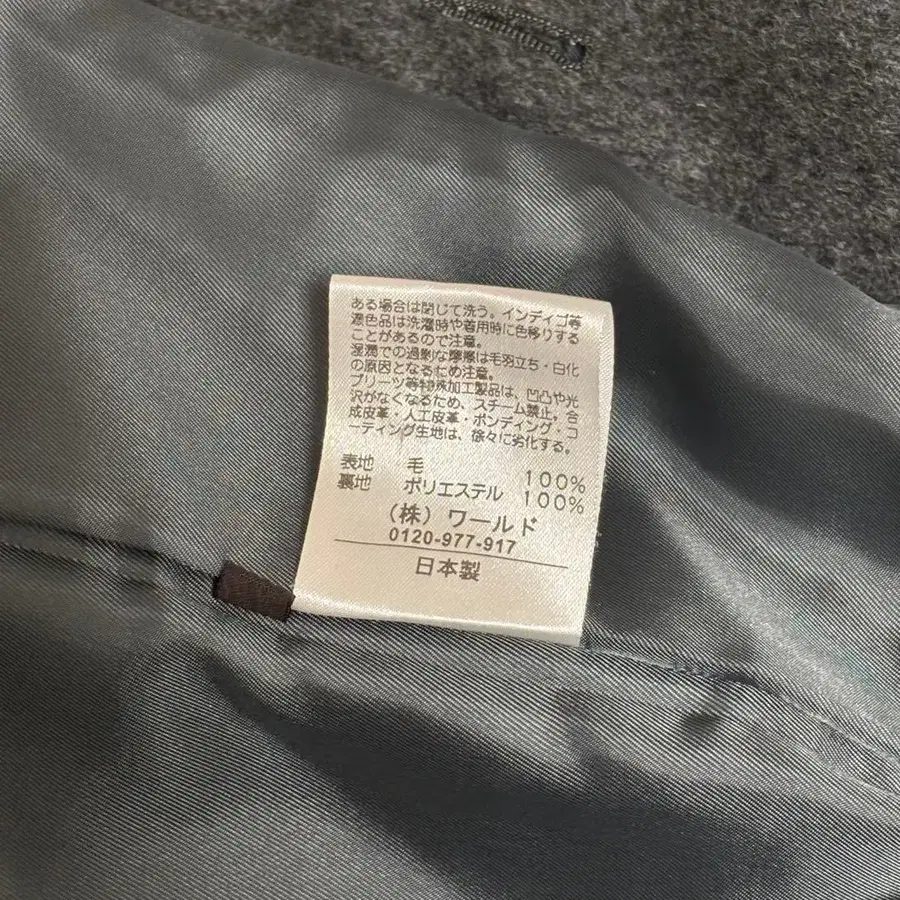 ある場合は閉じて洗う。インディゴ等
濃色品は洗濯時や着用時に色移りする
ことがあるので注意。
湿潤での過剰な摩擦は毛羽立ち・白化
の原因となるため注意。
プリーツ等特殊加工製品は、凹凸や光
沢がなくなるため、スチーム禁止。合
成皮革・人工皮革・ボンディング・コ
ーティング生地は、徐々に劣化する。
表地 毛 100%
裏地 ポリエステル 100%
（株）ワールド
0120-977-917
日本製